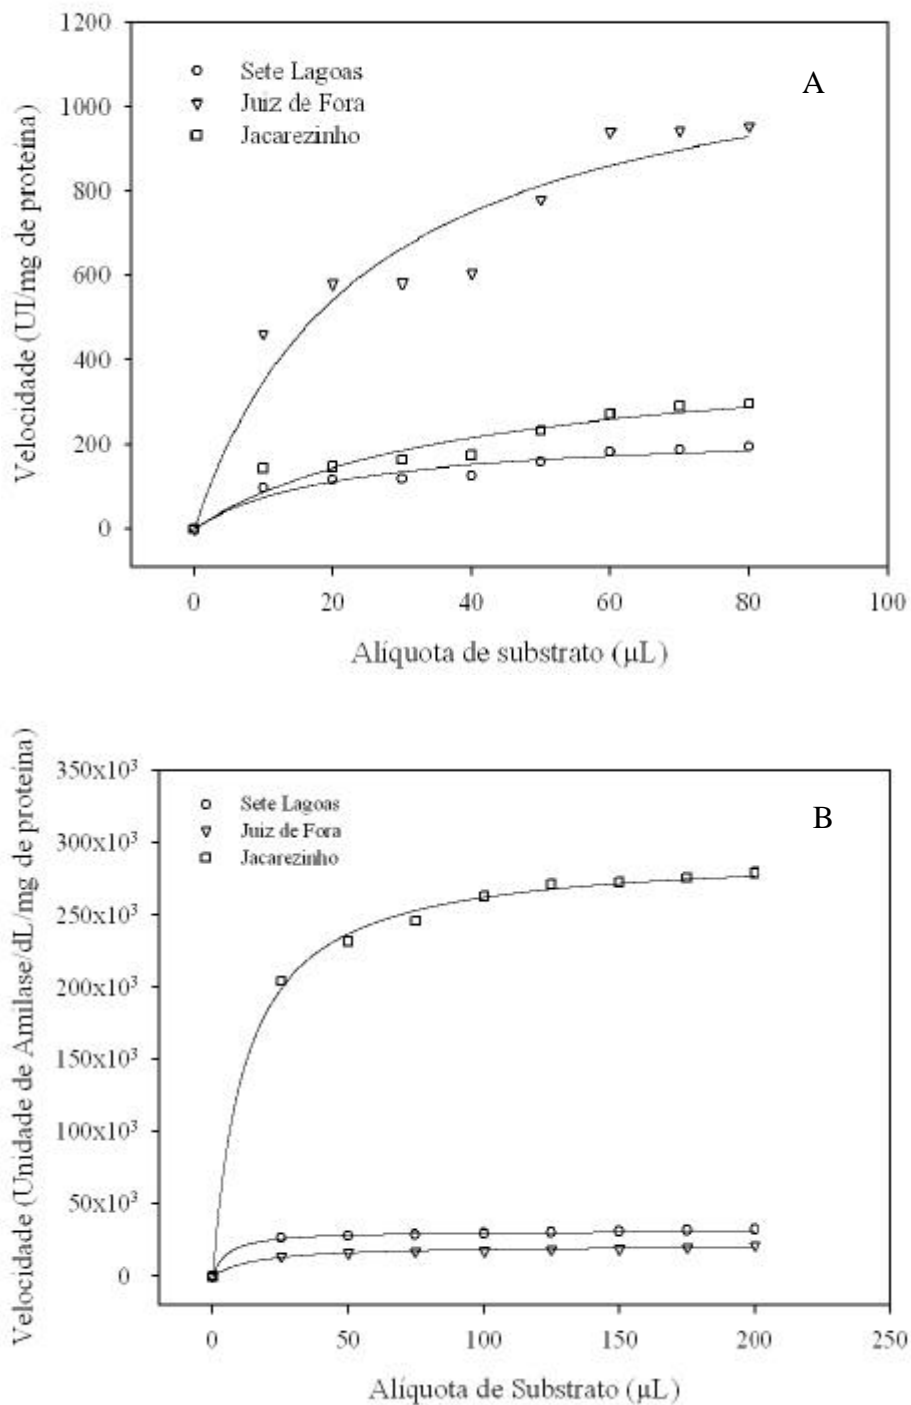 1200
1000
800
600
400
200
0
Velocidade (UI/mg de proteína)
Sete Lagoas
Juiz de Fora
Jacarezinho
A
0 20 40 60 80 100
Alíquota de substrato (µL)
350x10³
300x10³
250x10³
200x10³
150x10³
100x10³
50x10³
0
Velocidade (Unidade de Amilase/dL/mg de proteína)
Sete Lagoas
Juiz de Fora
Jacarezinho
B
0 50 100 150 200 250
Alíquota de Substrato (µL)